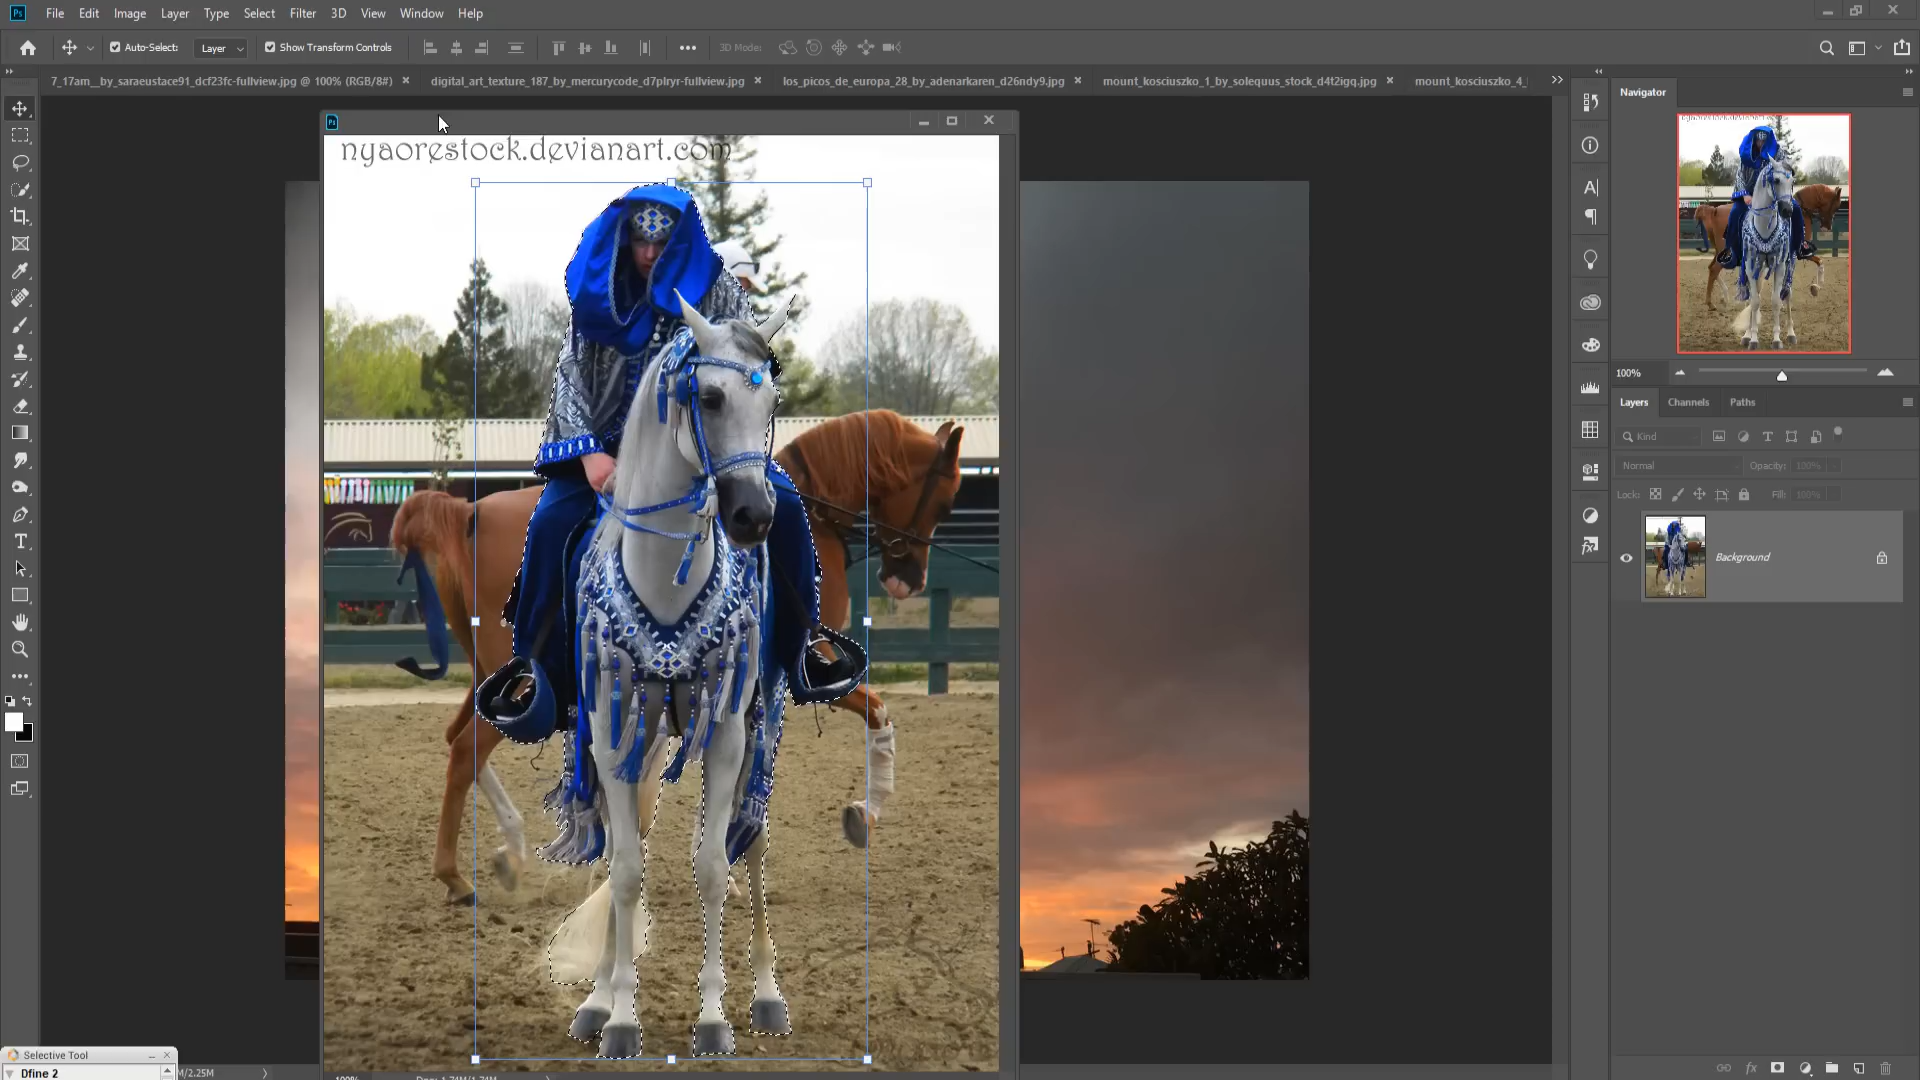 Ps File Edit Image Layer Type Select Filter 3D View Window Help
Auto-Select: Layer Show Transform Controls 3D Mode:
7_17am__by_saraeustace91_dcf23fc-fullview.jpg @ 100% (RGB/8#) digital_art_texture_187_by_mercurycode_d7plryr-fullview.jpg los_picos_de_europa_28_by_adenarkaren_d26ndy9.jpg mount_kosciuszko_1_by_solequus_stock_d4t2igq.jpg mount_kosciuszko_4_
Navigator
Ps
nyaorestock.devianart.com
100%
Layers Channels Paths
Kind
Normal Opacity: 100%
Lock: Fill: 100%
Background
Selective Tool
Dfine 2
M/2.25M
100% Doc: 1.74M/1.74M